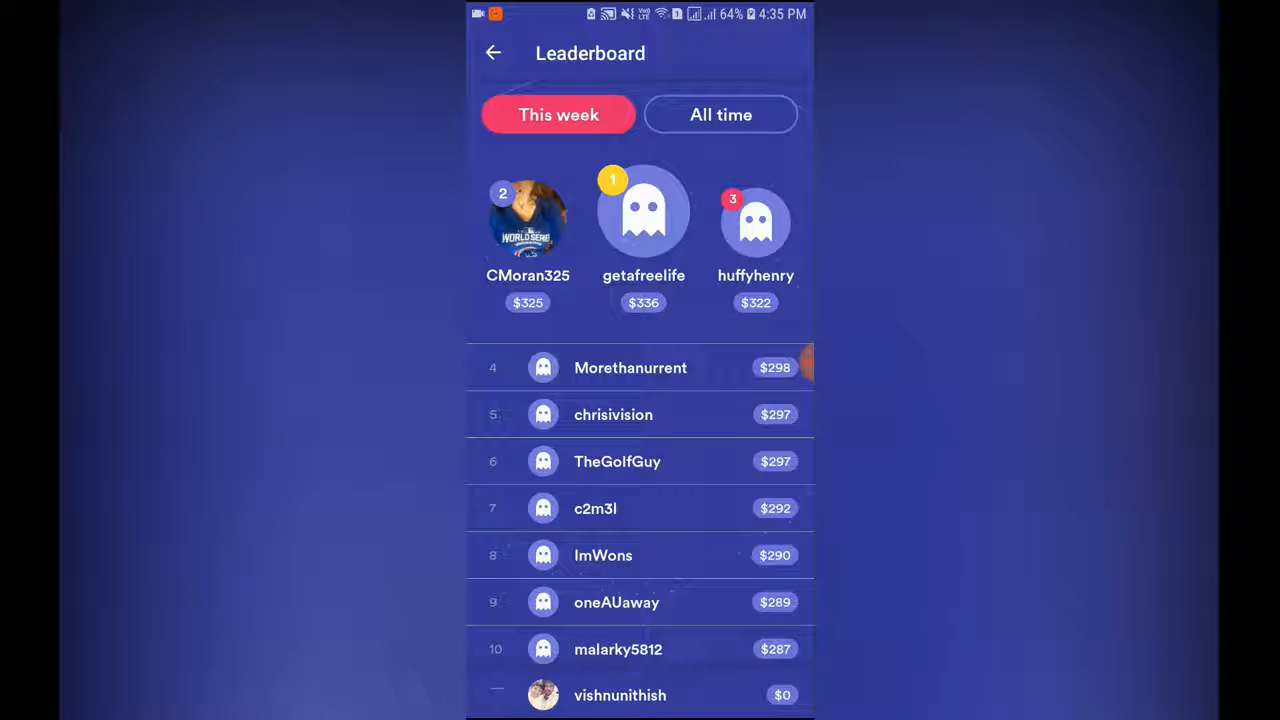 64% 4:35 PM
Leaderboard
This week
All time
2
1
3
WORLD SERIES
CMoran325
getafreelife
huffyhenry
$325
$336
$322
4 Morethanurrent $298
5 chrisivision $297
6 TheGolfGuy $297
7 c2m3l $292
8 ImWons $290
9 oneAUaway $289
10 malarky5812 $287
— vishnunithish $0